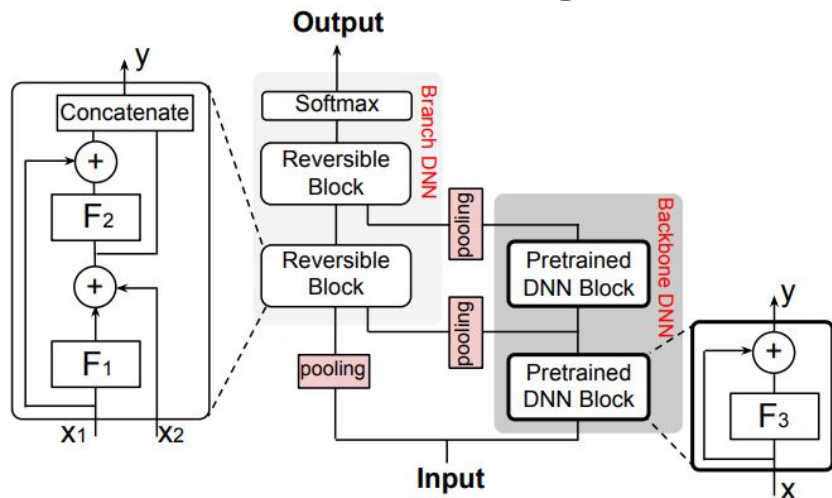 Output
y
Concatenate
+
F2
+
F1
x1
x2
Softmax
Reversible
Block
Reversible
Block
Branch DNN
pooling
pooling
pooling
Backbone DNN
Pretrained
DNN Block
Pretrained
DNN Block
y
+
F3
x
Input